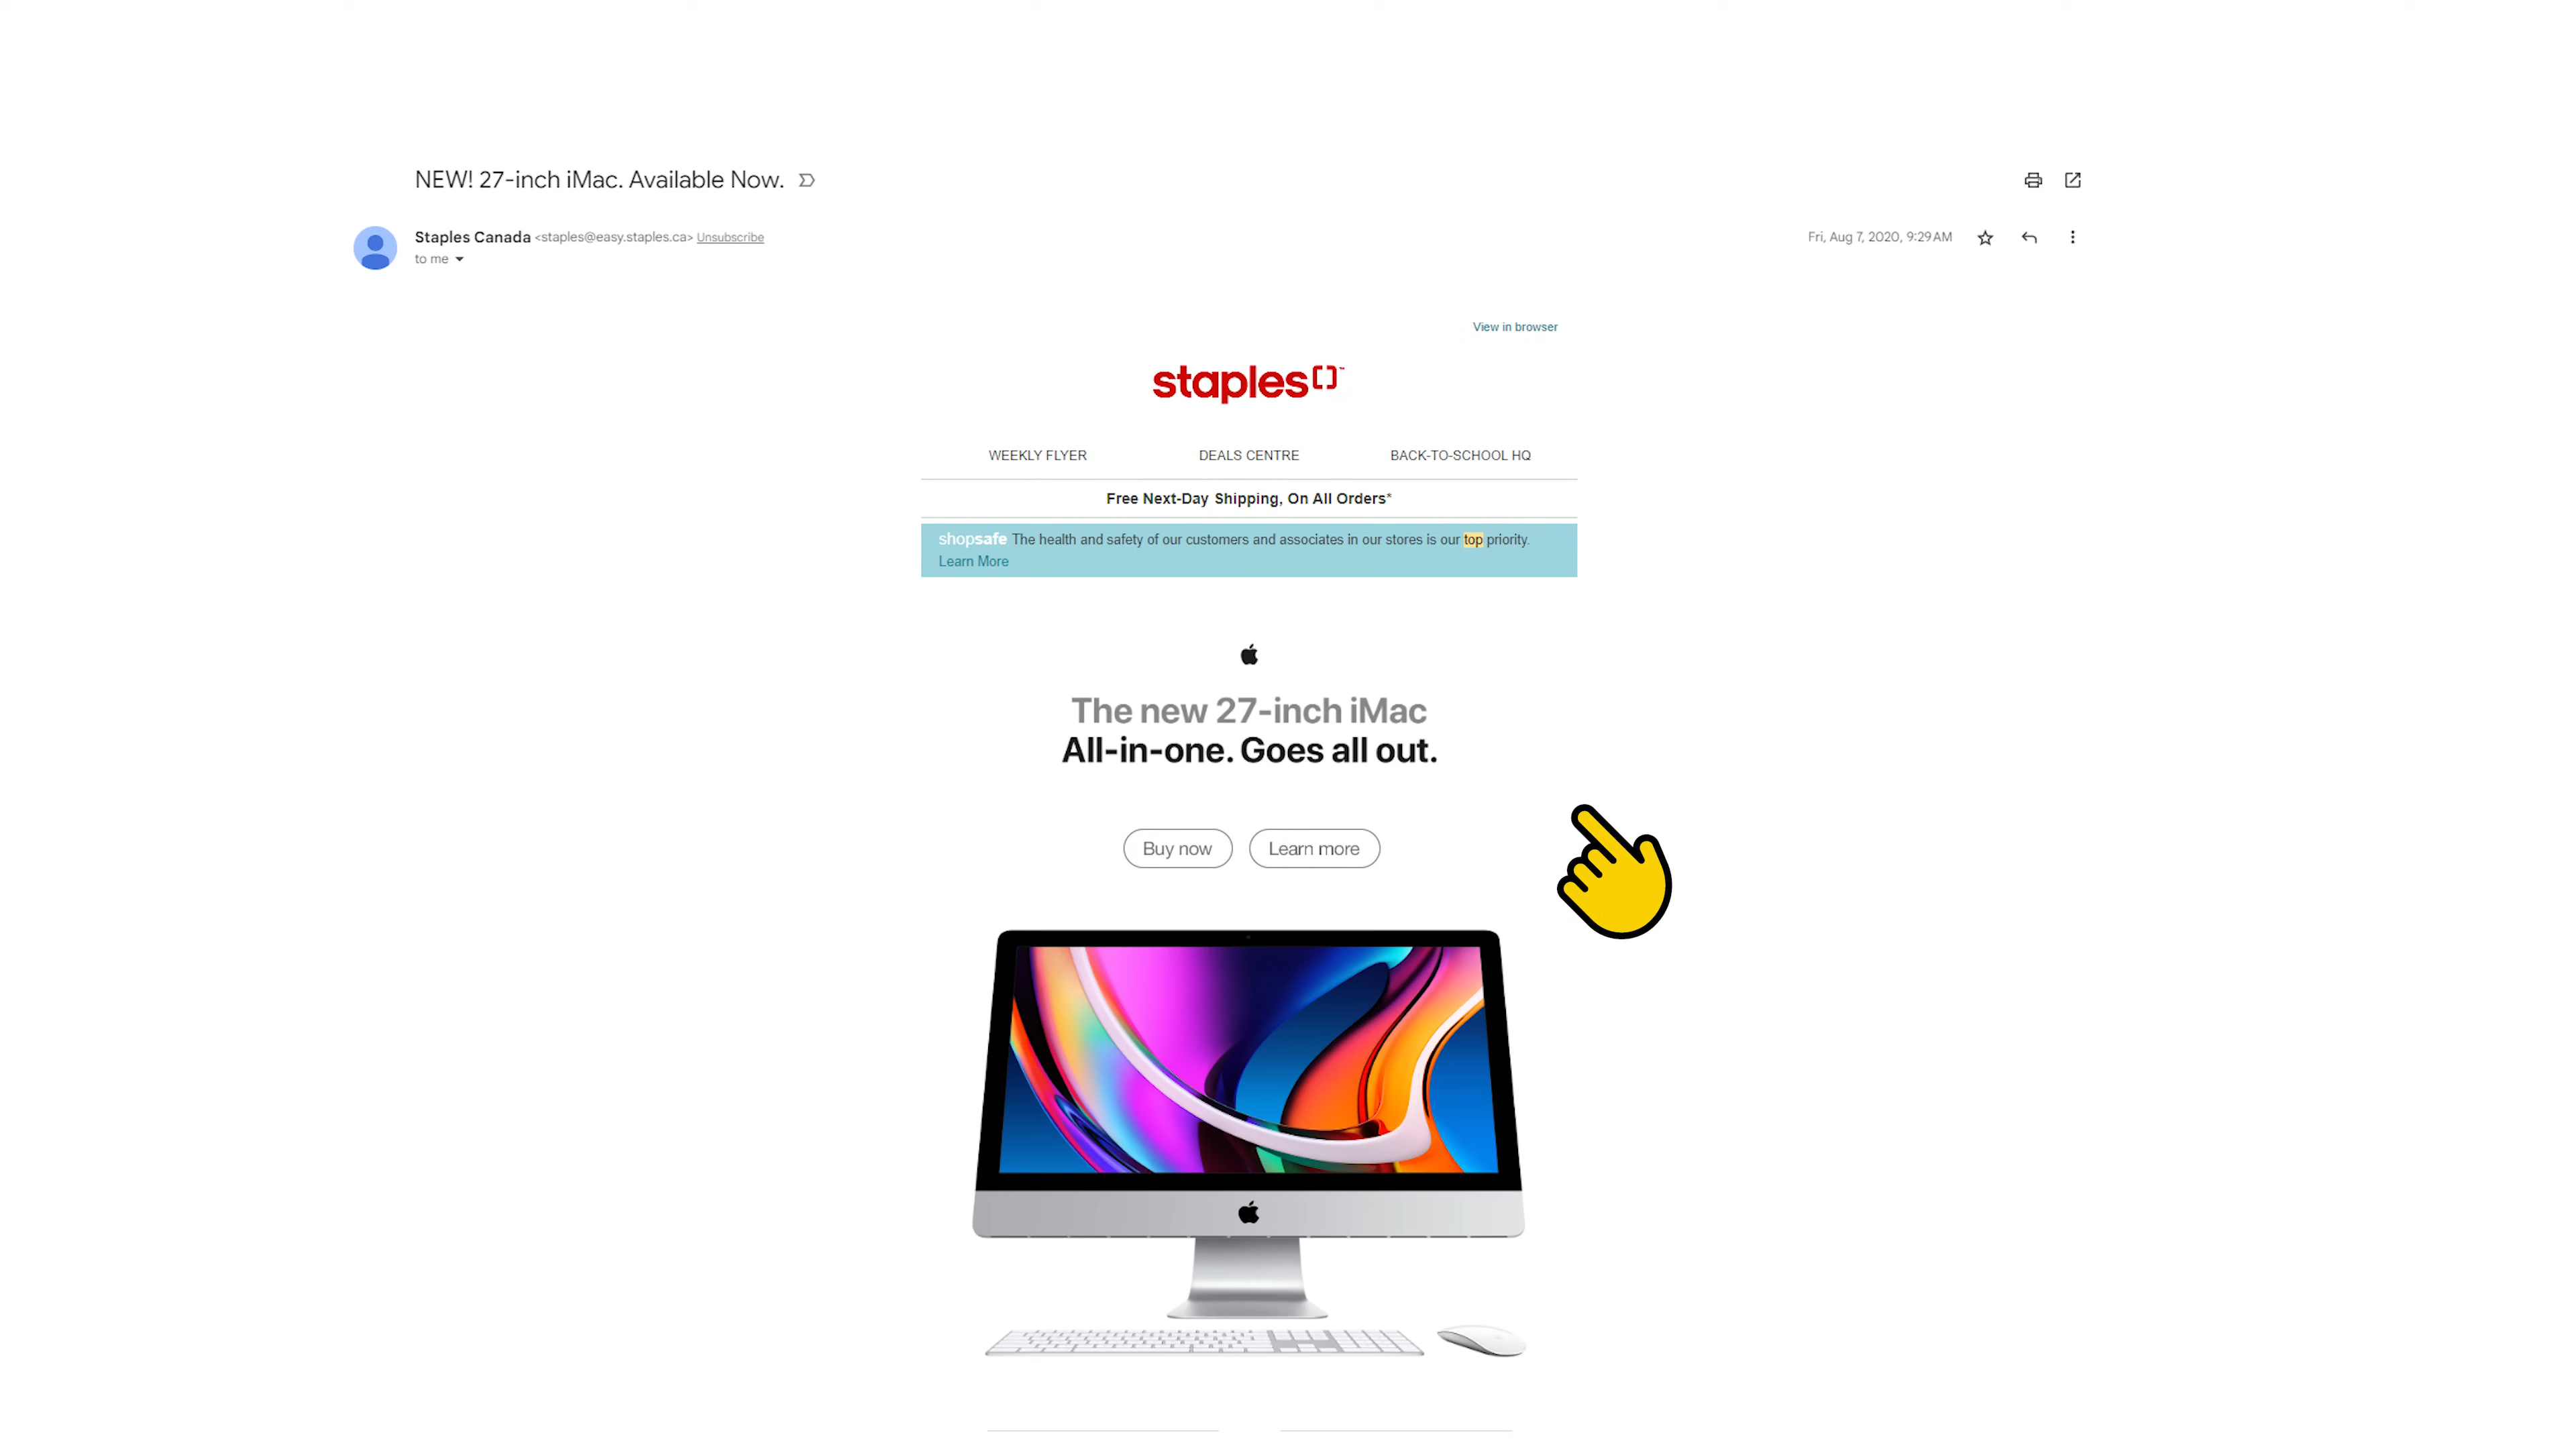 NEW! 27-inch iMac. Available Now.
Staples Canada <staples@easy.staples.ca> Unsubscribe
Fri, Aug 7, 2020, 9:29 AM
to me
View in browser
staples™
WEEKLY FLYER DEALS CENTRE BACK-TO-SCHOOL HQ
Free Next-Day Shipping, On All Orders*
shopsafe The health and safety of our customers and associates in our stores is our top priority.
Learn More
The new 27-inch iMac
All-in-one. Goes all out.
Buy now Learn more